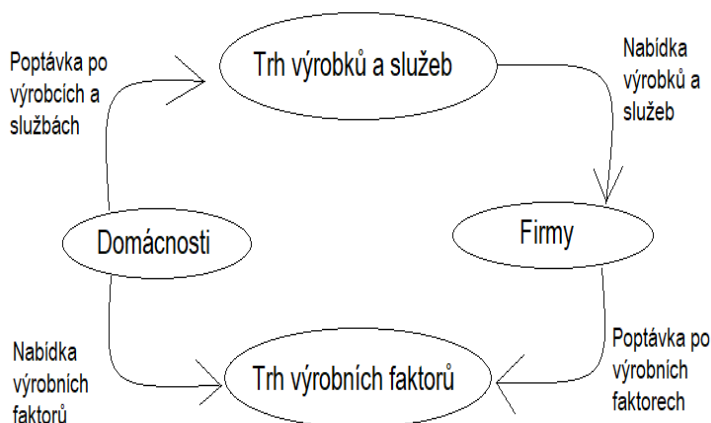 Poptávka po
výrobcích a
službách
Trh výrobků a služeb
Nabídka
výrobků a
služeb
Domácnosti
Firmy
Nabídka
výrobních
faktorů
Trh výrobních faktorů
Poptávka po
výrobních
faktorech